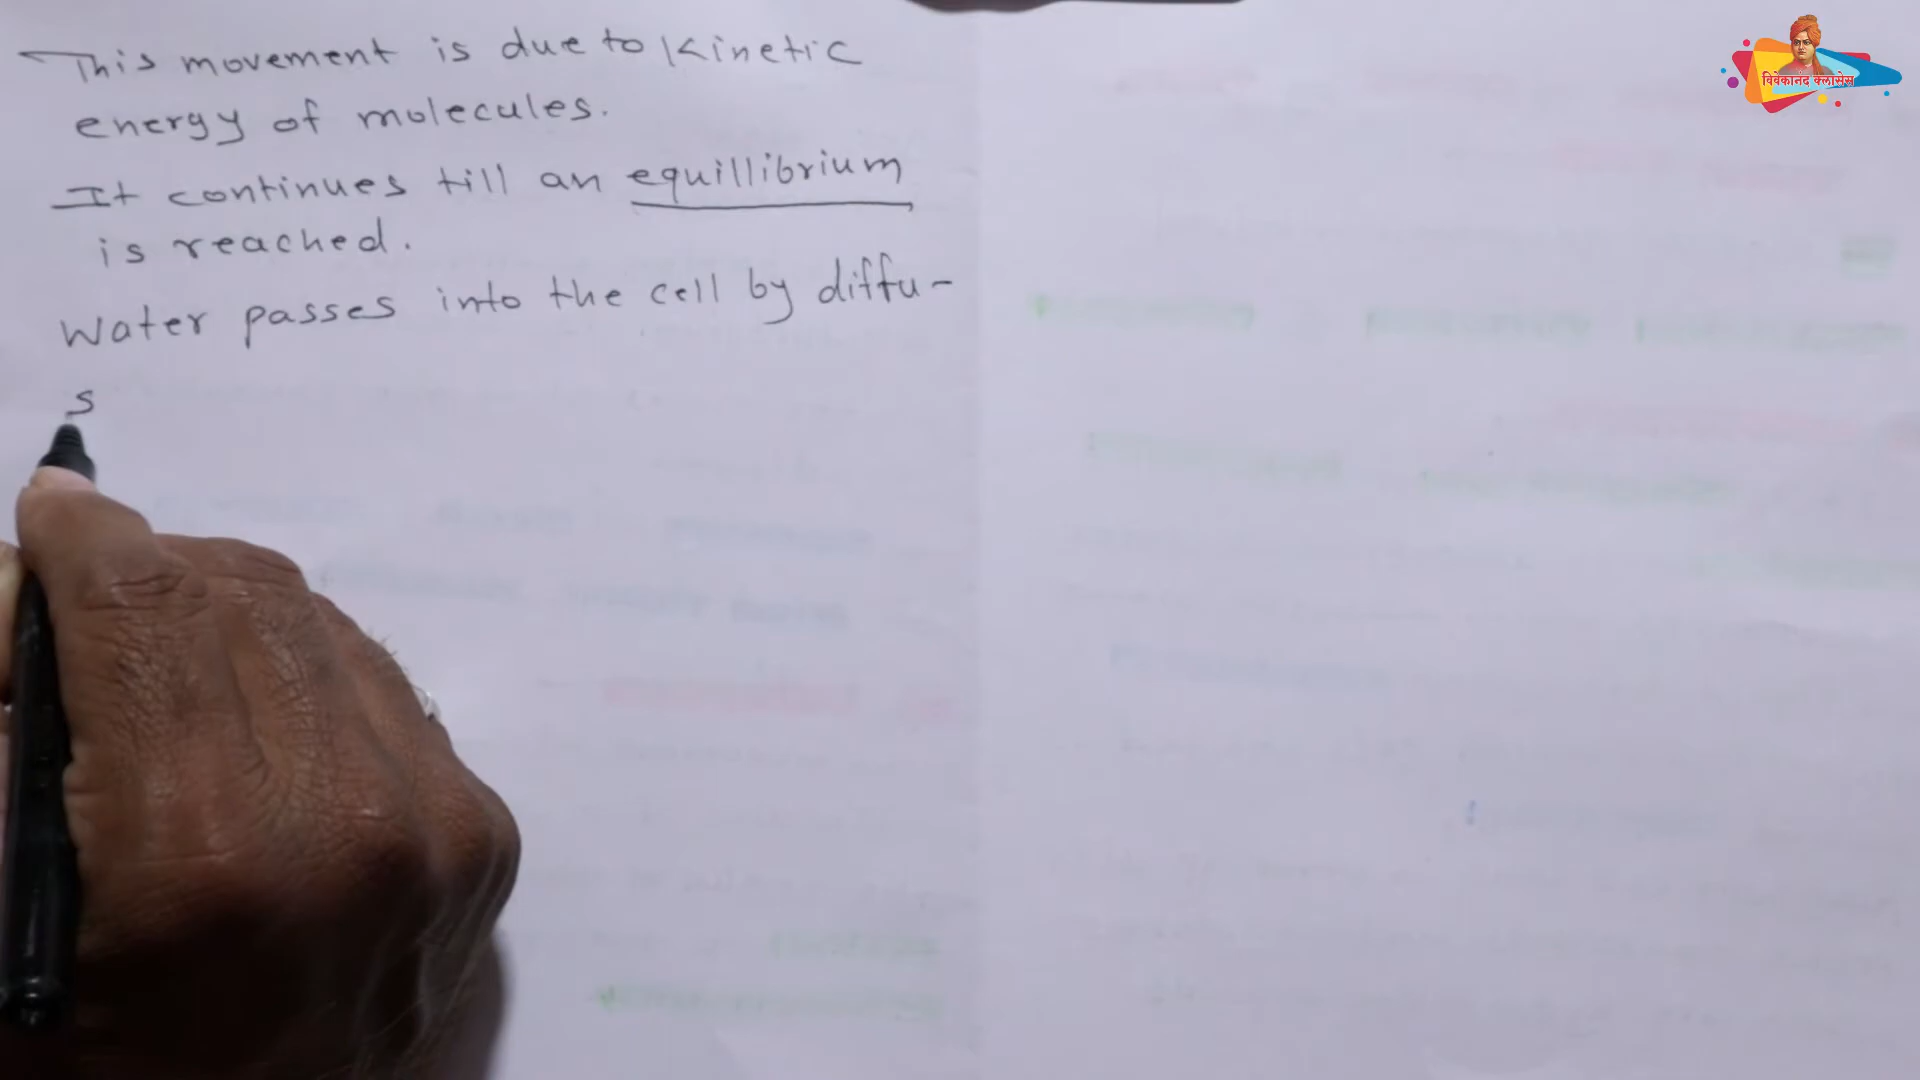 This movement is due to Kinetic
energy of molecules.
It continues till an equillibrium
is reached.
Water passes into the cell by diffu-
s
विवेकानंद क्लासेस